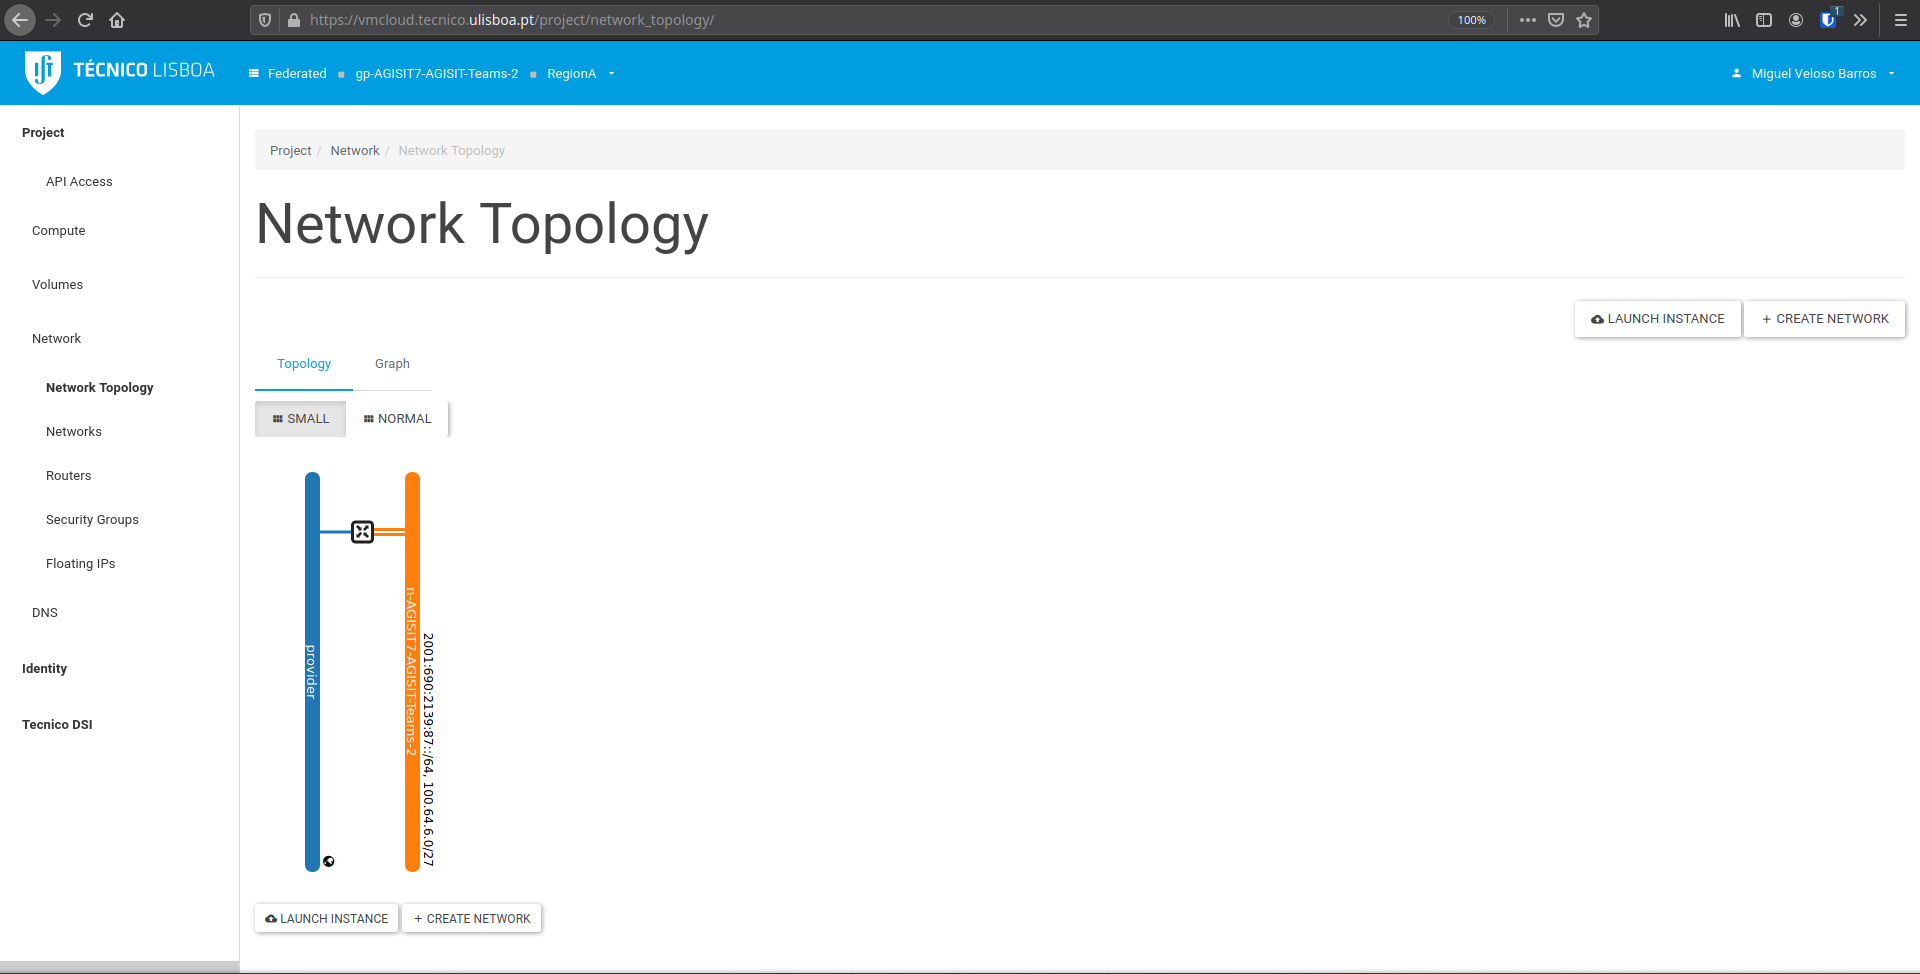 https://vmcloud.tecnico.ulisboa.pt/project/network_topology/
100%
1
TÉCNICO LISBOA
Federated
gp-AGISIT7-AGISIT-Teams-2
RegionA
Miguel Veloso Barros
Project
API Access
Compute
Volumes
Network
Network Topology
Networks
Routers
Security Groups
Floating IPs
DNS
Identity
Tecnico DSI
Project / Network / Network Topology
Network Topology
LAUNCH INSTANCE
+ CREATE NETWORK
Topology
Graph
SMALL
NORMAL
provider
n-AGISIT7-AGISIT-Teams-2
2001:690:2139:87::/64, 100.64.6.0/27
LAUNCH INSTANCE
+ CREATE NETWORK